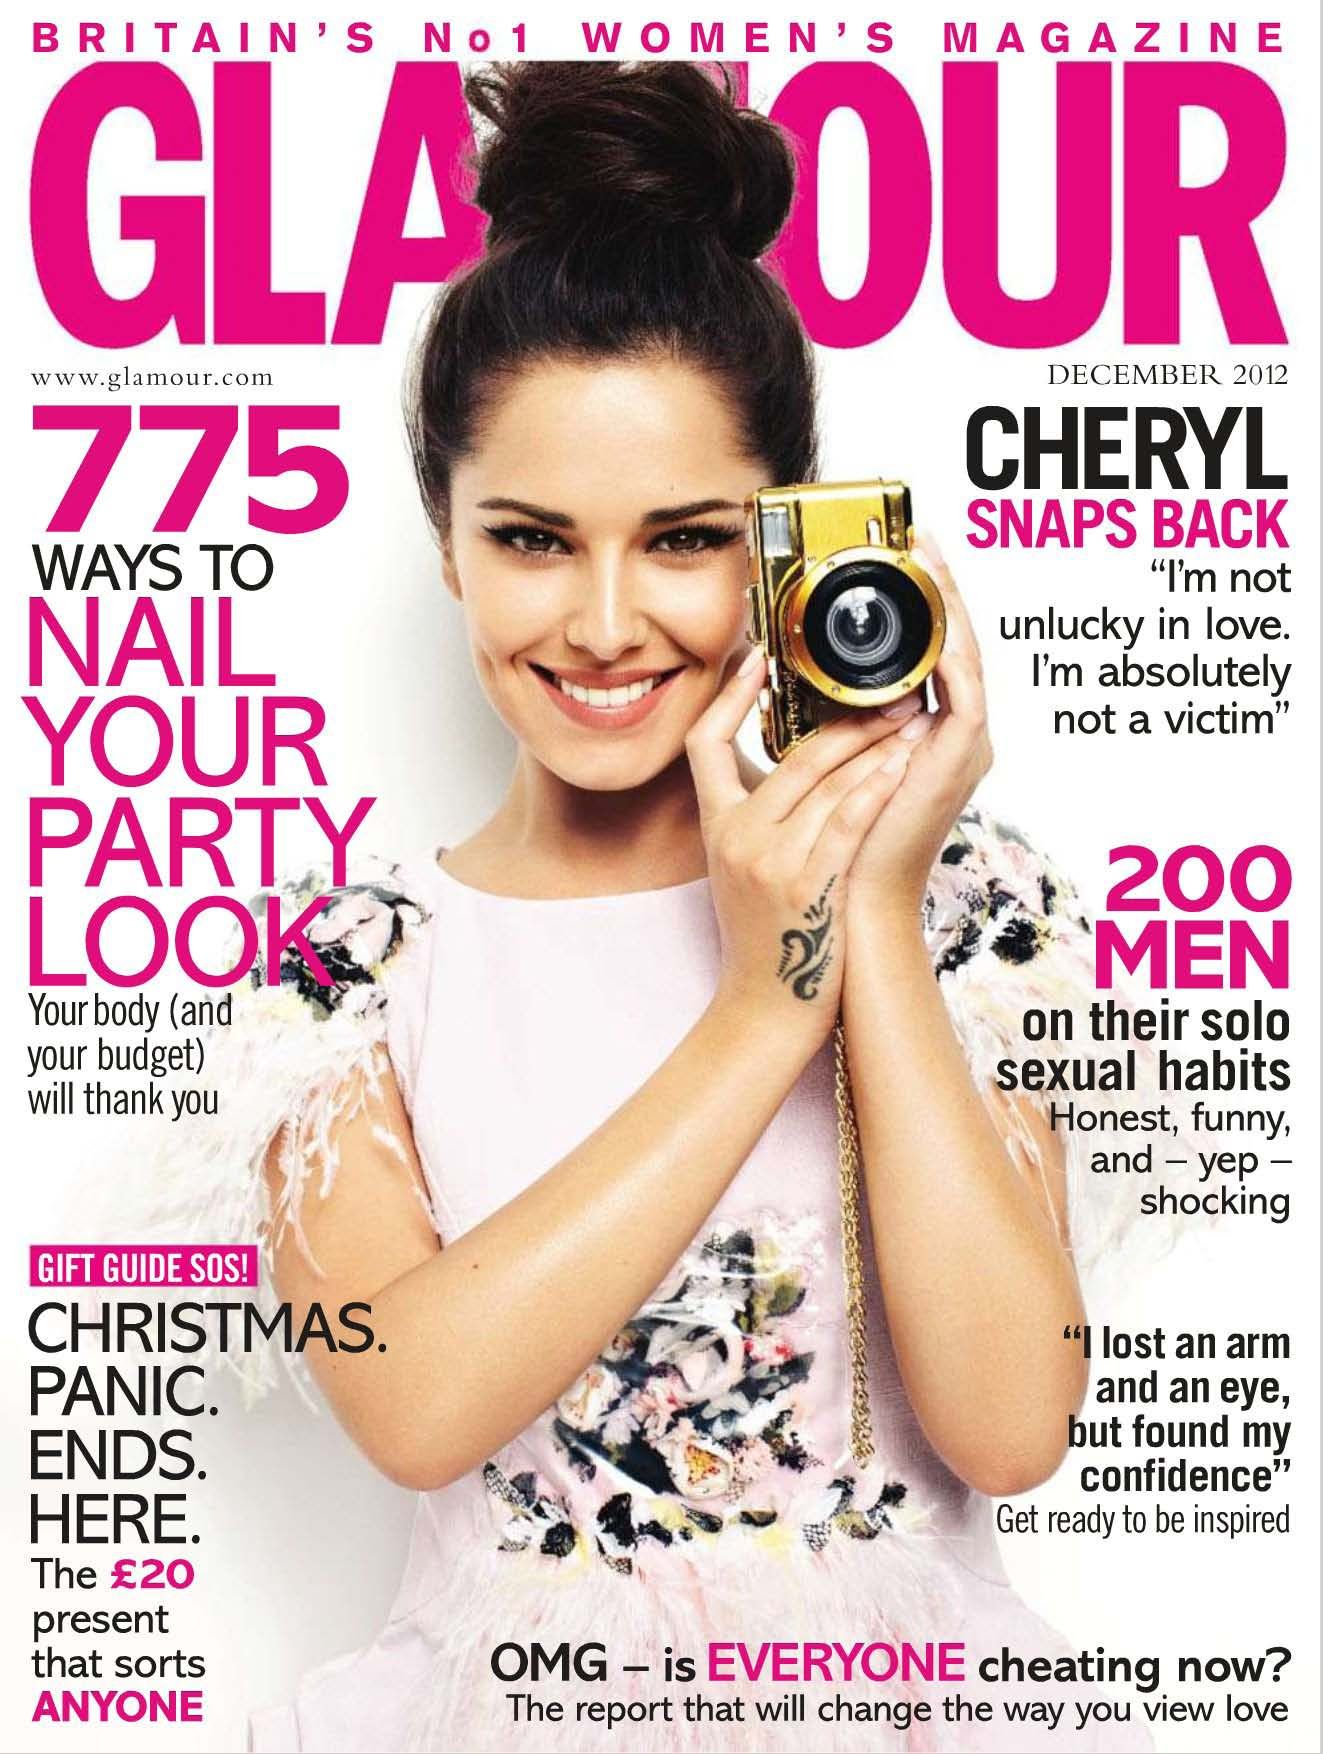 BRITAIN'S No1 WOMEN'S MAGAZINE
GLAMOUR
www.glamour.com
DECEMBER 2012
775
WAYS TO
NAIL
YOUR
PARTY
LOOK
Your body (and
your budget)
will thank you
GIFT GUIDE SOS!
CHRISTMAS.
PANIC.
ENDS.
HERE.
The £20
present
that sorts
ANYONE
CHERYL
SNAPS BACK
“I'm not
unlucky in love.
I'm absolutely
not a victim”
200
MEN
on their solo
sexual habits
Honest, funny,
and – yep –
shocking
“I lost an arm
and an eye,
but found my
confidence”
Get ready to be inspired
OMG – is EVERYONE cheating now?
The report that will change the way you view love